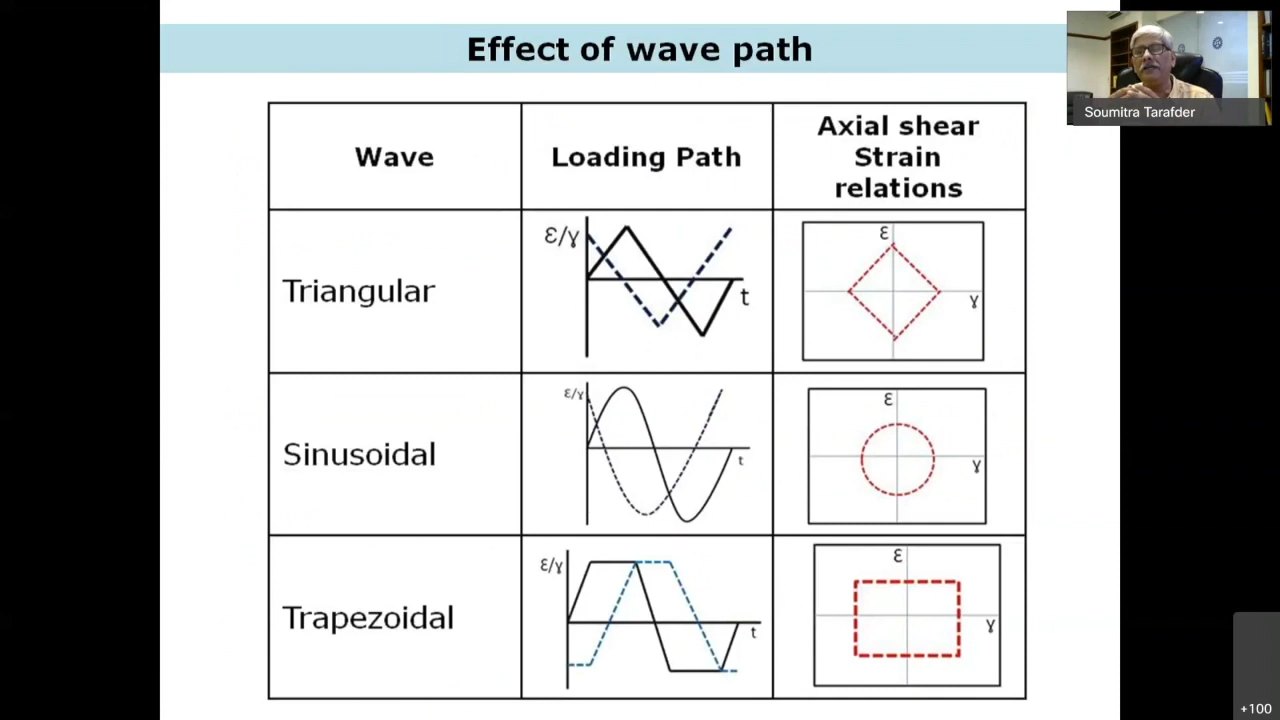 Effect of wave path
Soumitra Tarafder
Wave
Loading Path
Axial shear
Strain
relations
Triangular
ε/γ
t
ε
γ
Sinusoidal
ε/γ
t
ε
γ
Trapezoidal
ε/γ
t
ε
γ
+100